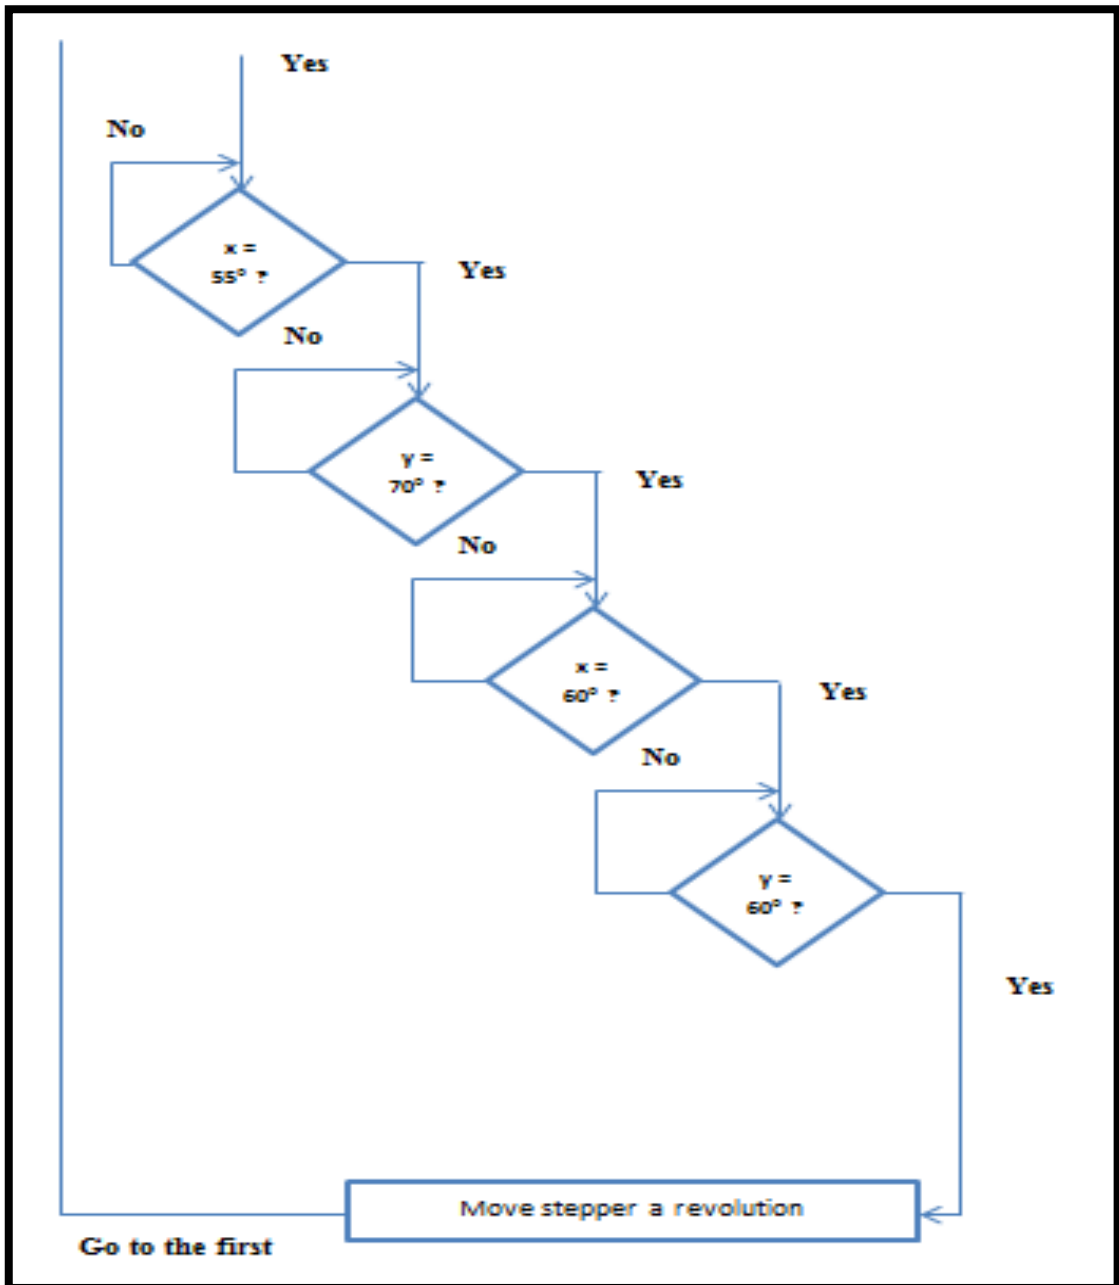 Yes
No
x =
55° ?
Yes
No
y =
70° ?
Yes
No
x =
60° ?
Yes
No
y =
60° ?
Yes
Move stepper a revolution
Go to the first